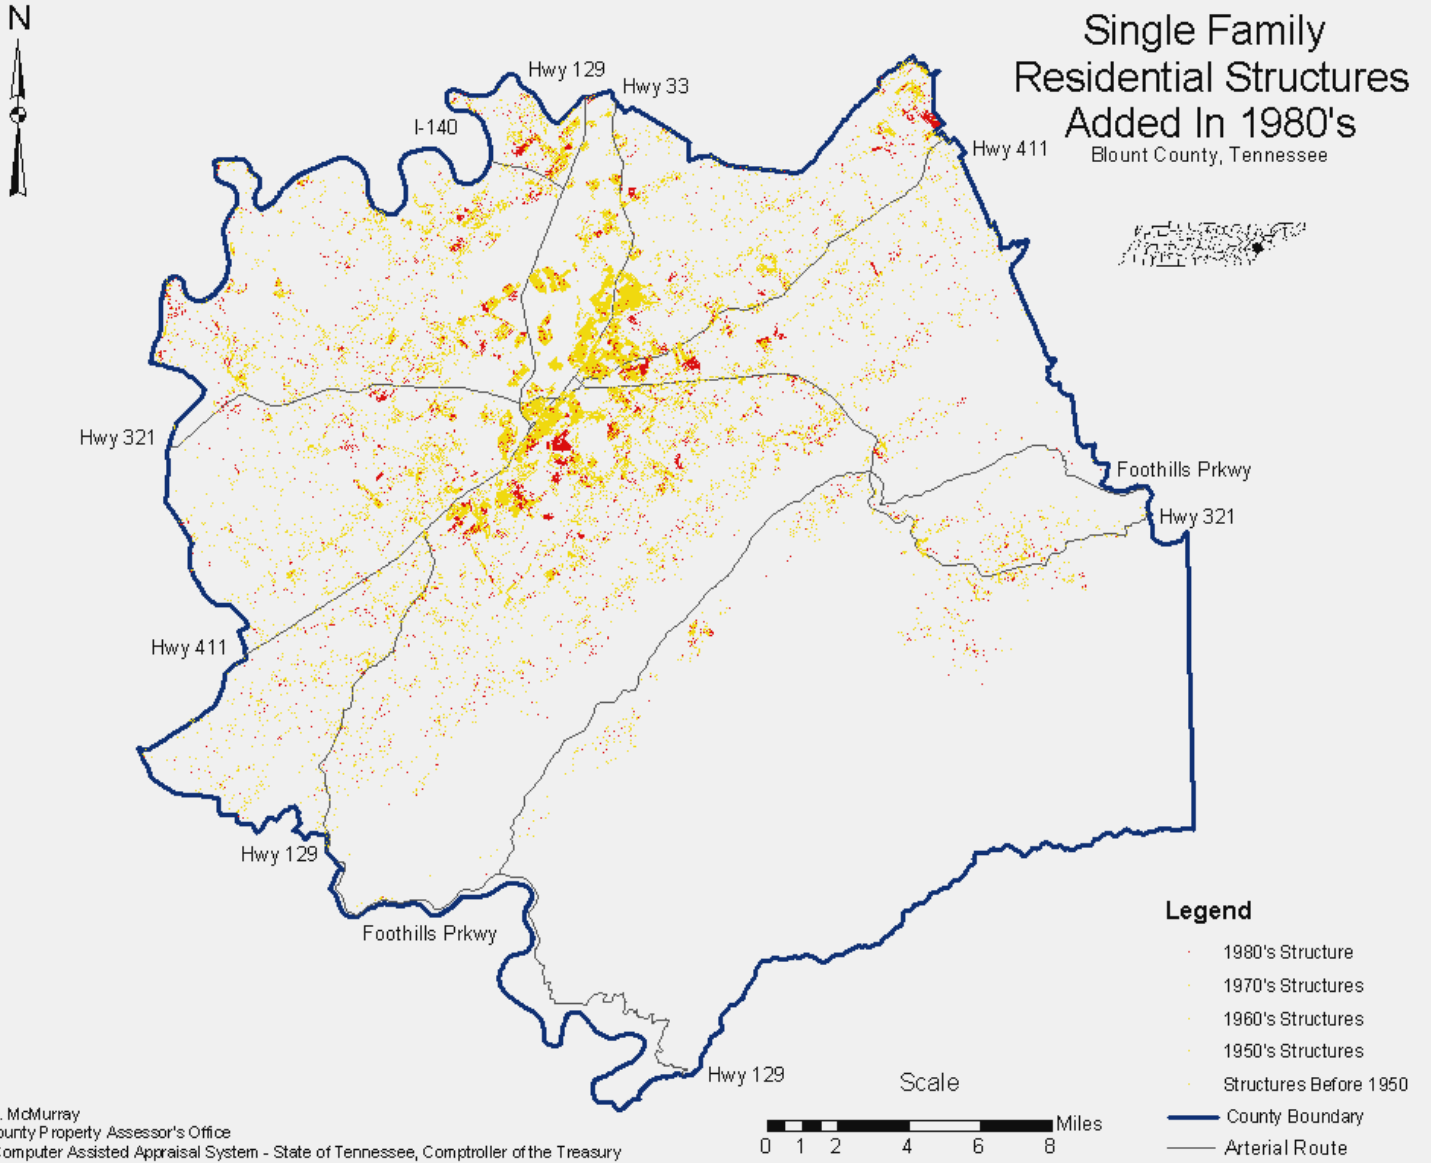 N
Single Family
Residential Structures
Added In 1980's
Blount County, Tennessee
Hwy 129
Hwy 33
I-140
Hwy 411
Hwy 321
Foothills Prkwy
Hwy 321
Hwy 411
Hwy 129
Foothills Prkwy
Hwy 129
Legend
1980's Structure
1970's Structures
1960's Structures
1950's Structures
Structures Before 1950
County Boundary
Arterial Route
Scale
Miles
0 1 2 4 6 8
. McMurray
ounty Property Assessor's Office
omputer Assisted Appraisal System - State of Tennessee, Comptroller of the Treasury